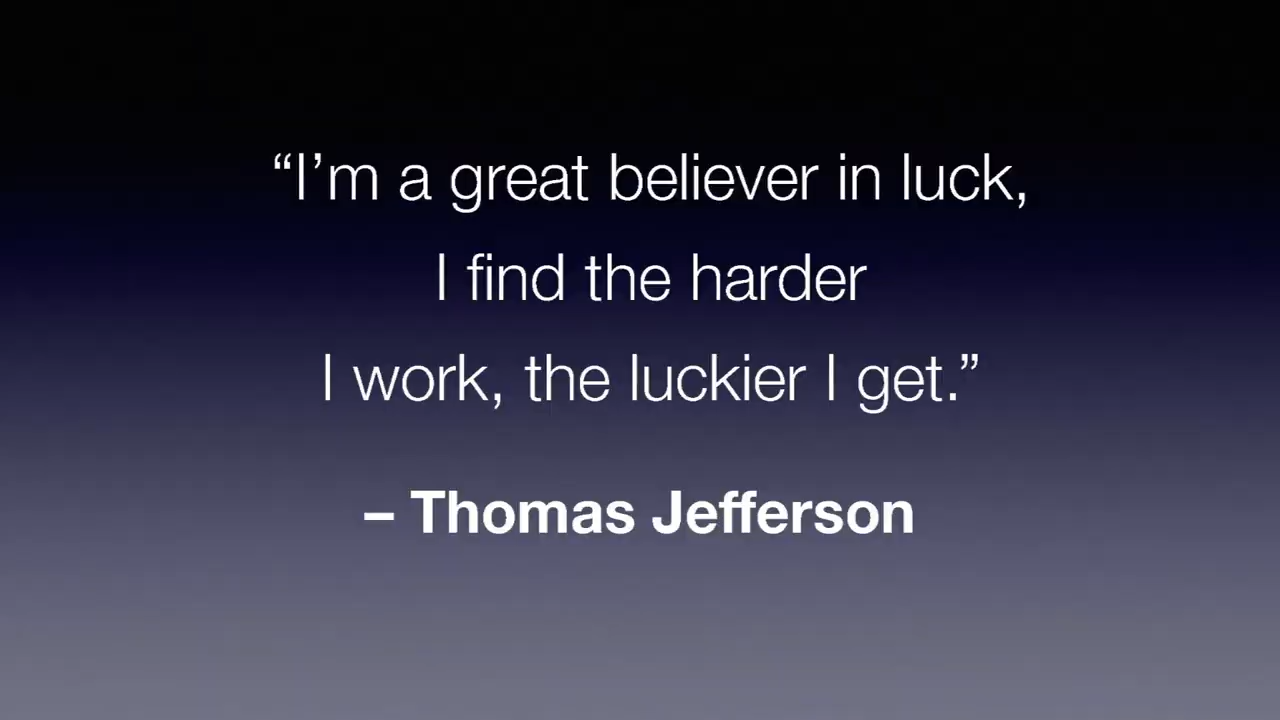 “I’m a great believer in luck,
I find the harder
I work, the luckier I get.”
– Thomas Jefferson